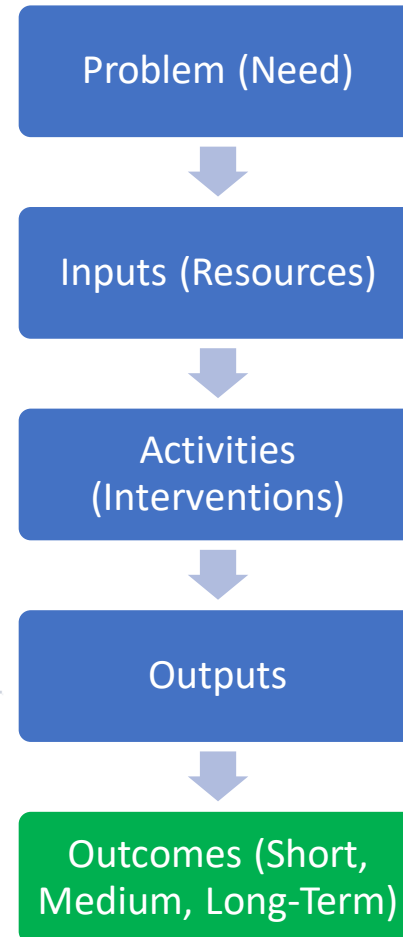 Problem (Need)
Inputs (Resources)
Activities
(Interventions)
Outputs
Outcomes (Short,
Medium, Long-Term)